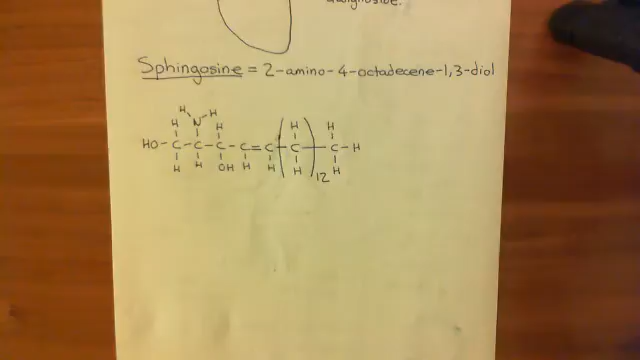 Sphingosine = 2-amino-4-octadecene-1,3-diol
H H
H N H H H
HO-C-C-C-C=C-(C)-C-H
H H OH H H H 12 H